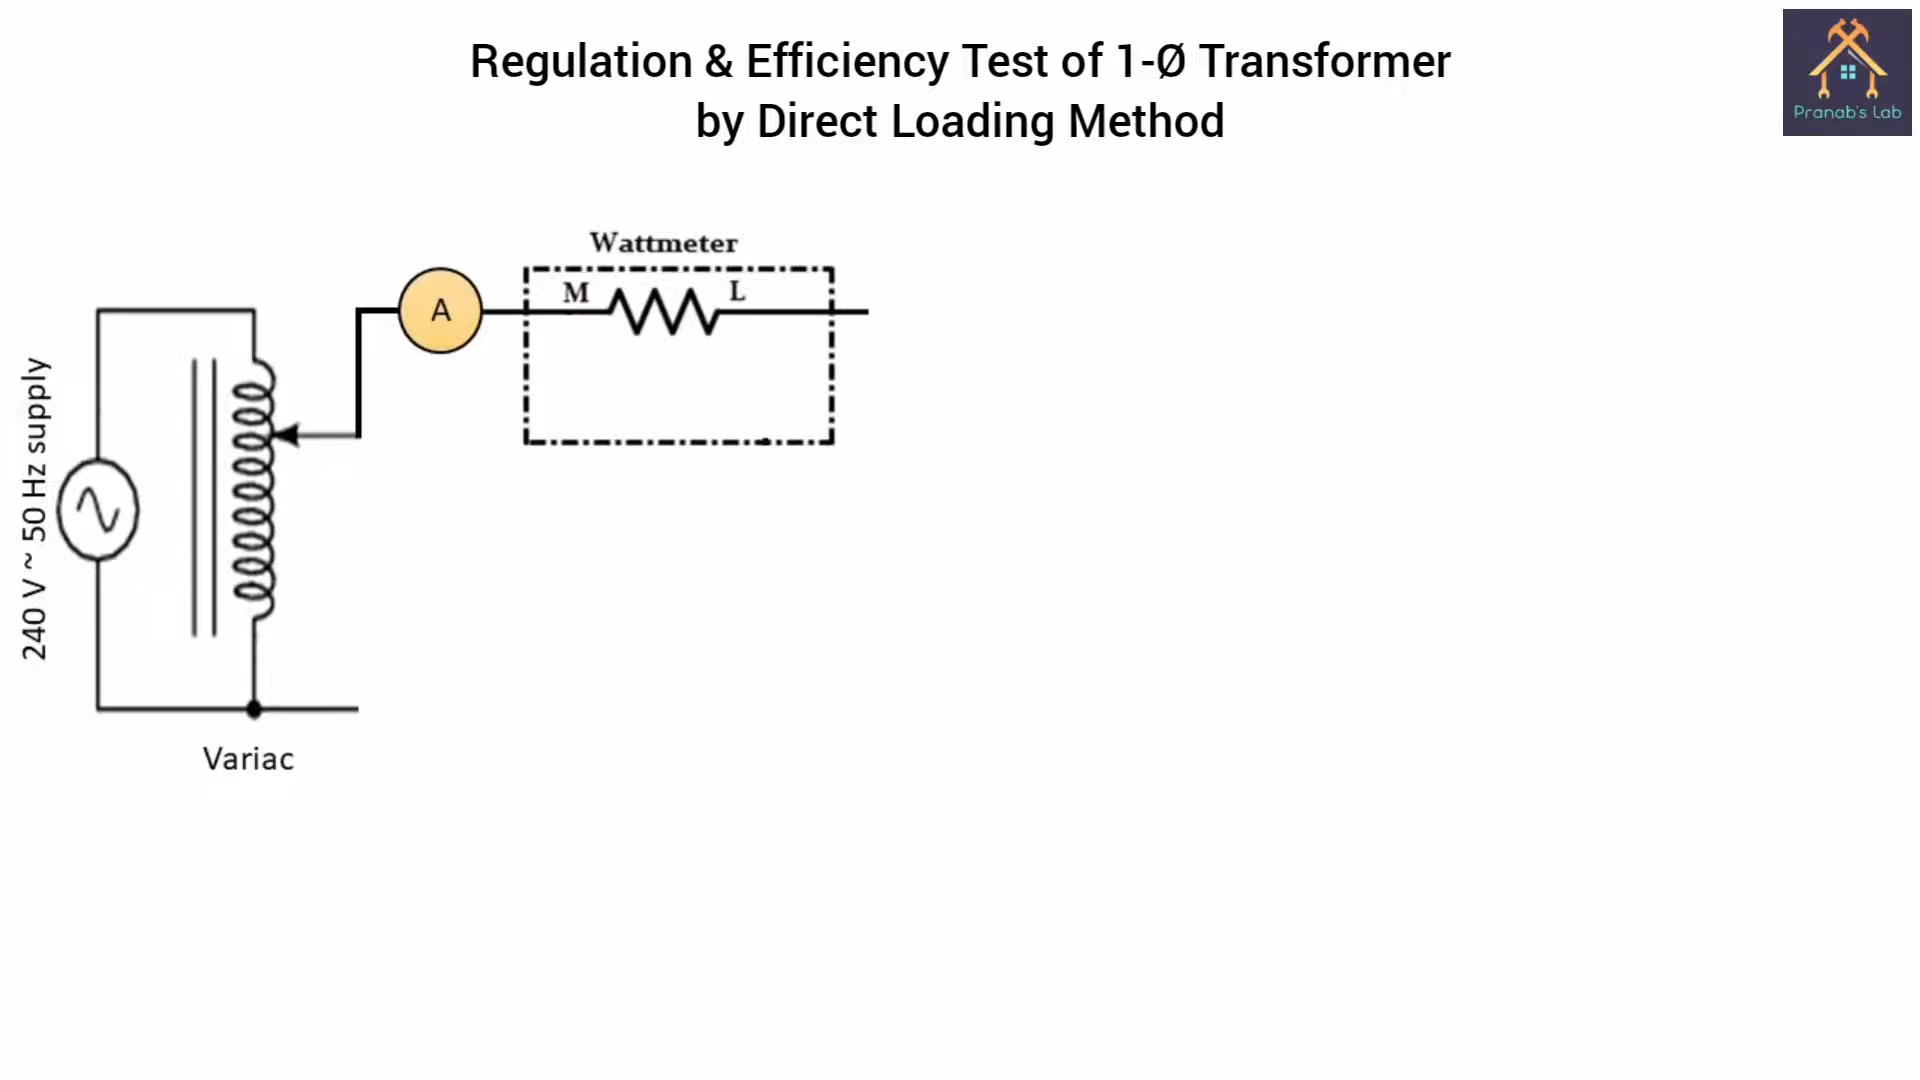 Regulation & Efficiency Test of 1-Ø Transformer
by Direct Loading Method
Pranab's Lab
Wattmeter
M
L
A
240 V ~ 50 Hz supply
Variac